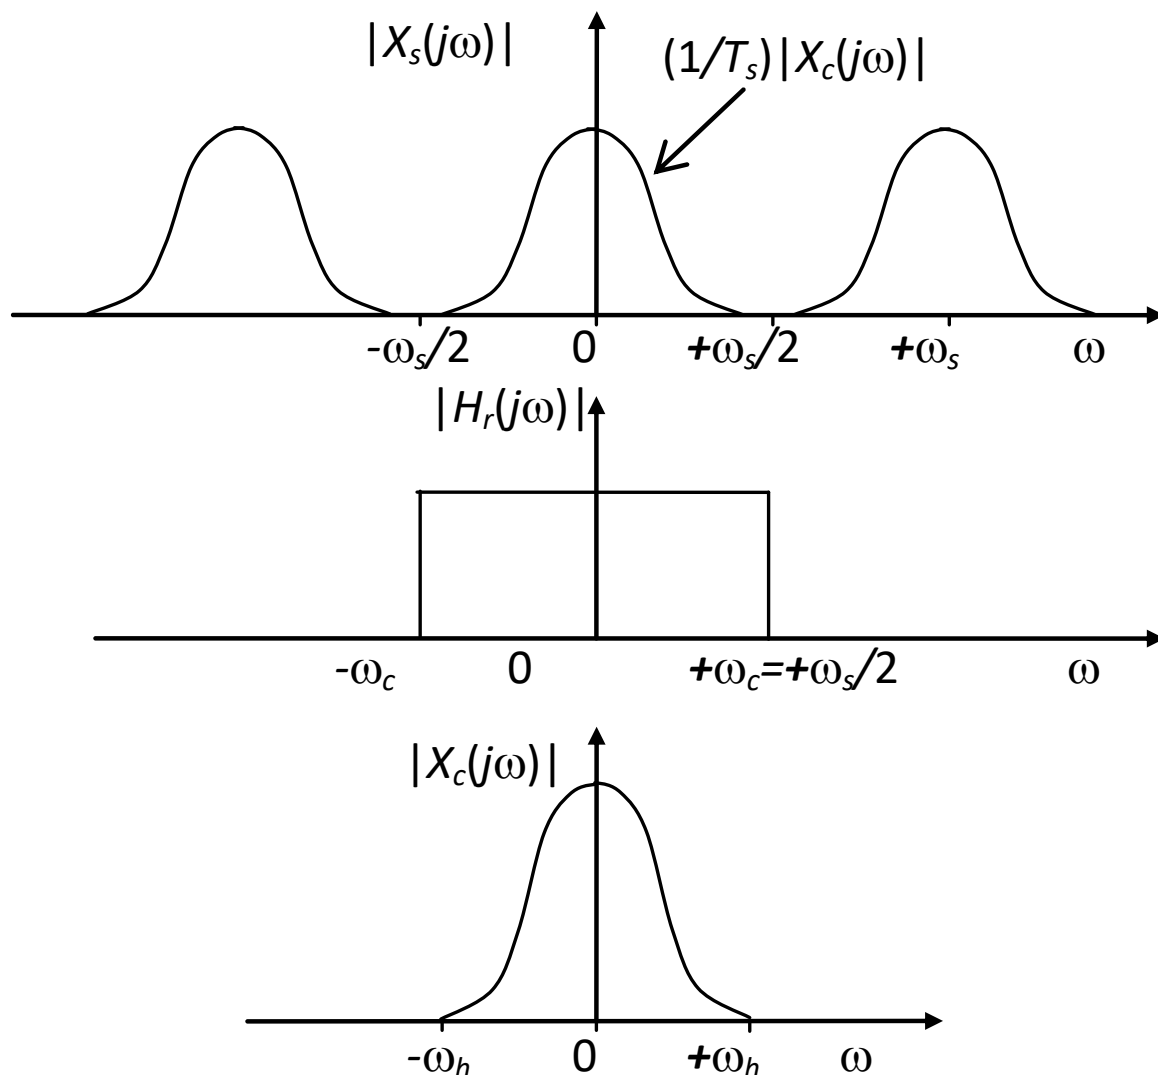 |Xs(jω)|
(1/Ts)|Xc(jω)|
-ωs/2 0 +ωs/2 +ωs ω
|Hr(jω)|
-ωc 0 +ωc=+ωs/2 ω
|Xc(jω)|
-ωh 0 +ωh ω